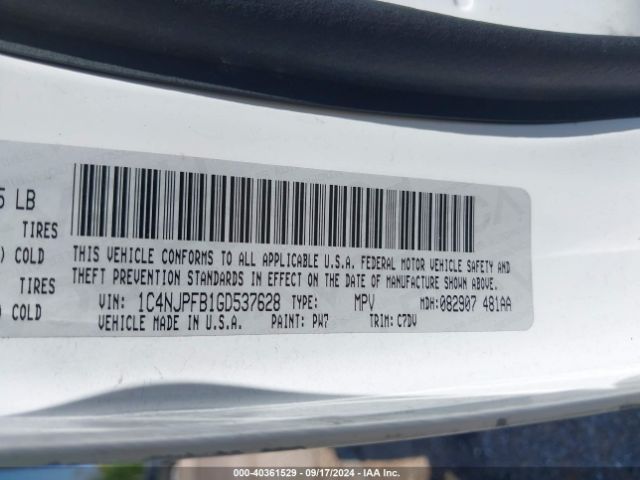 5 LB
TIRES
) COLD
TIRES
) COLD
THIS VEHICLE CONFORMS TO ALL APPLICABLE U.S.A. FEDERAL MOTOR VEHICLE SAFETY AND
THEFT PREVENTION STANDARDS IN EFFECT ON THE DATE OF MANUFACTURE SHOWN ABOVE.
VIN: 1C4NJPFB1GD537628 TYPE: MPV MDH: 082907 481AA
VEHICLE MADE IN U.S.A. PAINT: PW7 TRIM: C7DV
000-40361529 - 09/17/2024 - IAA Inc.